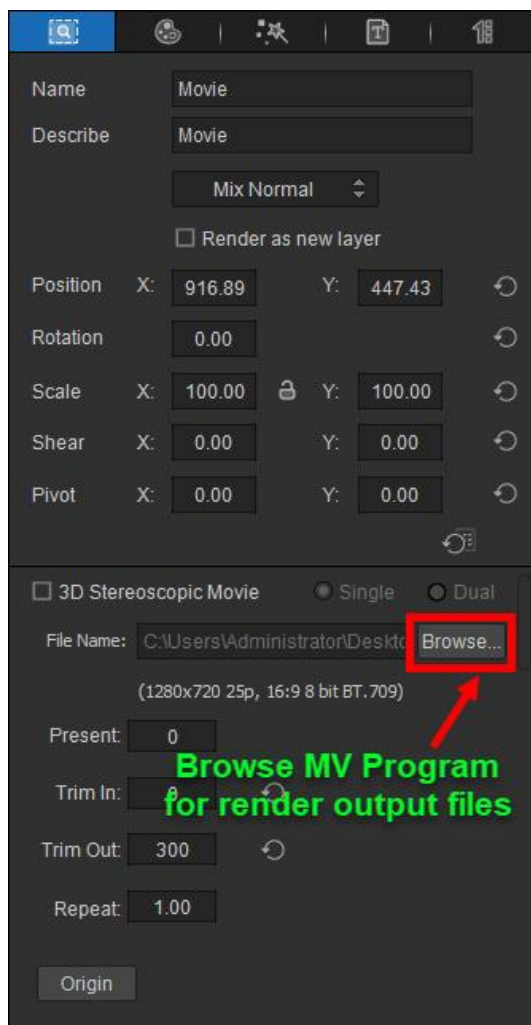 Name Movie
Describe Movie
Mix Normal
Render as new layer
Position X: 916.89 Y: 447.43
Rotation 0.00
Scale X: 100.00 Y: 100.00
Shear X: 0.00 Y: 0.00
Pivot X: 0.00 Y: 0.00
3D Stereoscopic Movie Single Dual
File Name: C:\Users\Administrator\Deskto Browse...
(1280x720 25p, 16:9 8 bit BT.709)
Present: 0
Browse MV Program
Trim In: 0
for render output files
Trim Out: 300
Repeat: 1.00
Origin